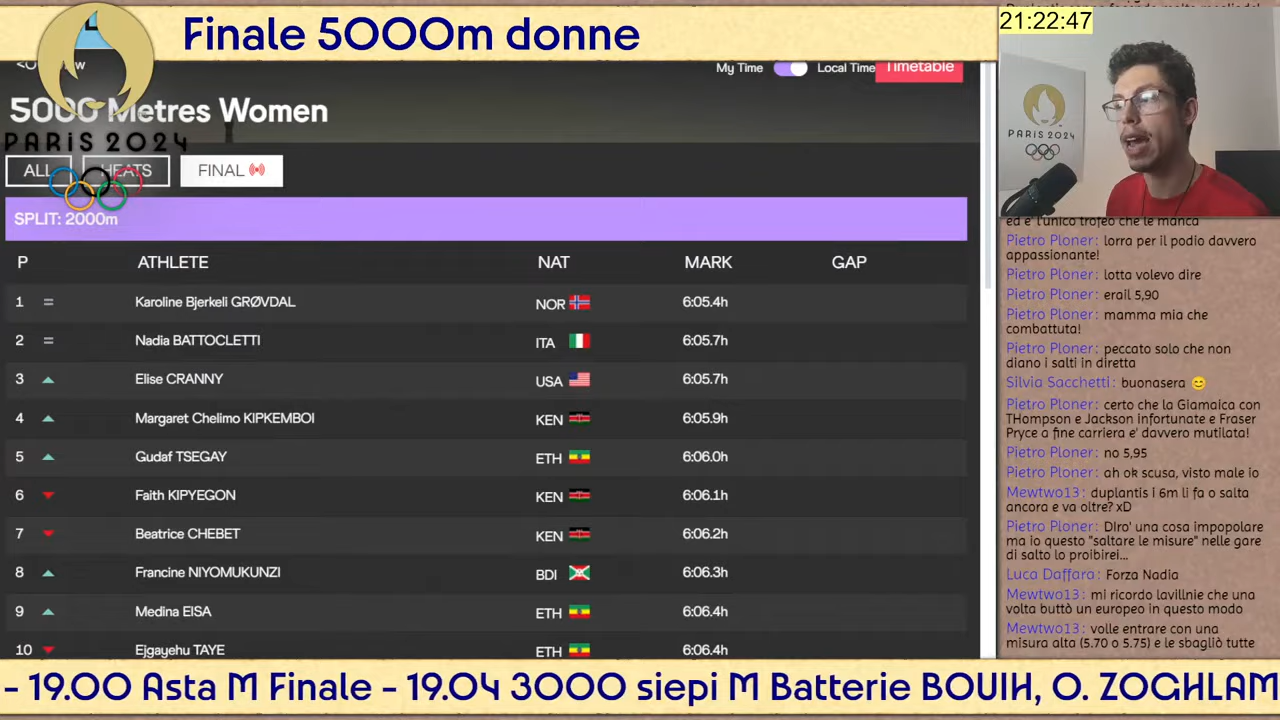 Finale 5000m donne
21:22:47
My Time
Local Time
Timetable
5000 Metres Women
PARIS 2024
PARIS 2024
ALL
HEATS
FINAL
SPLIT: 2000m
P ATHLETE NAT MARK GAP
1 = Karoline Bjerkeli GRØVDAL NOR 6:05.4h
2 = Nadia BATTOCLETTI ITA 6:05.7h
3 Elise CRANNY USA 6:05.7h
4 Margaret Chelimo KIPKEMBOI KEN 6:05.9h
5 Gudaf TSEGAY ETH 6:06.0h
6 Faith KIPYEGON KEN 6:06.1h
7 Beatrice CHEBET KEN 6:06.2h
8 Francine NIYOMUKUNZI BDI 6:06.3h
9 Medina EISA ETH 6:06.4h
10 Ejgayehu TAYE ETH 6:06.4h
ed e' l'unico trofeo che le manca
Pietro Ploner: lorra per il podio davvero
appassionante!
Pietro Ploner: lotta volevo dire
Pietro Ploner: erail 5,90
Pietro Ploner: mamma mia che
combattuta!
Pietro Ploner: peccato solo che non
diano i salti in diretta
Silvia Sacchetti: buonasera 😊
Pietro Ploner: certo che la Giamaica con
THompson e Jackson infortunate e Fraser
Pryce a fine carriera e' davvero mutilata!
Pietro Ploner: no 5,95
Pietro Ploner: ah ok scusa, visto male io
Mewtwo13: duplantis i 6m li fa o salta
ancora e va oltre? xD
Pietro Ploner: DIro' una cosa impopolare
ma io questo "saltare le misure" nelle gare
di salto lo proibirei...
Luca Daffara: Forza Nadia
Mewtwo13: mi ricordo lavillnie che una
volta buttò un europeo in questo modo
Mewtwo13: volle entrare con una
misura alta (5.70 o 5.75) e le sbagliò tutte
- 19.00 Asta M Finale - 19.04 3000 siepi M Batterie BOUIH, O. ZOGHLAM